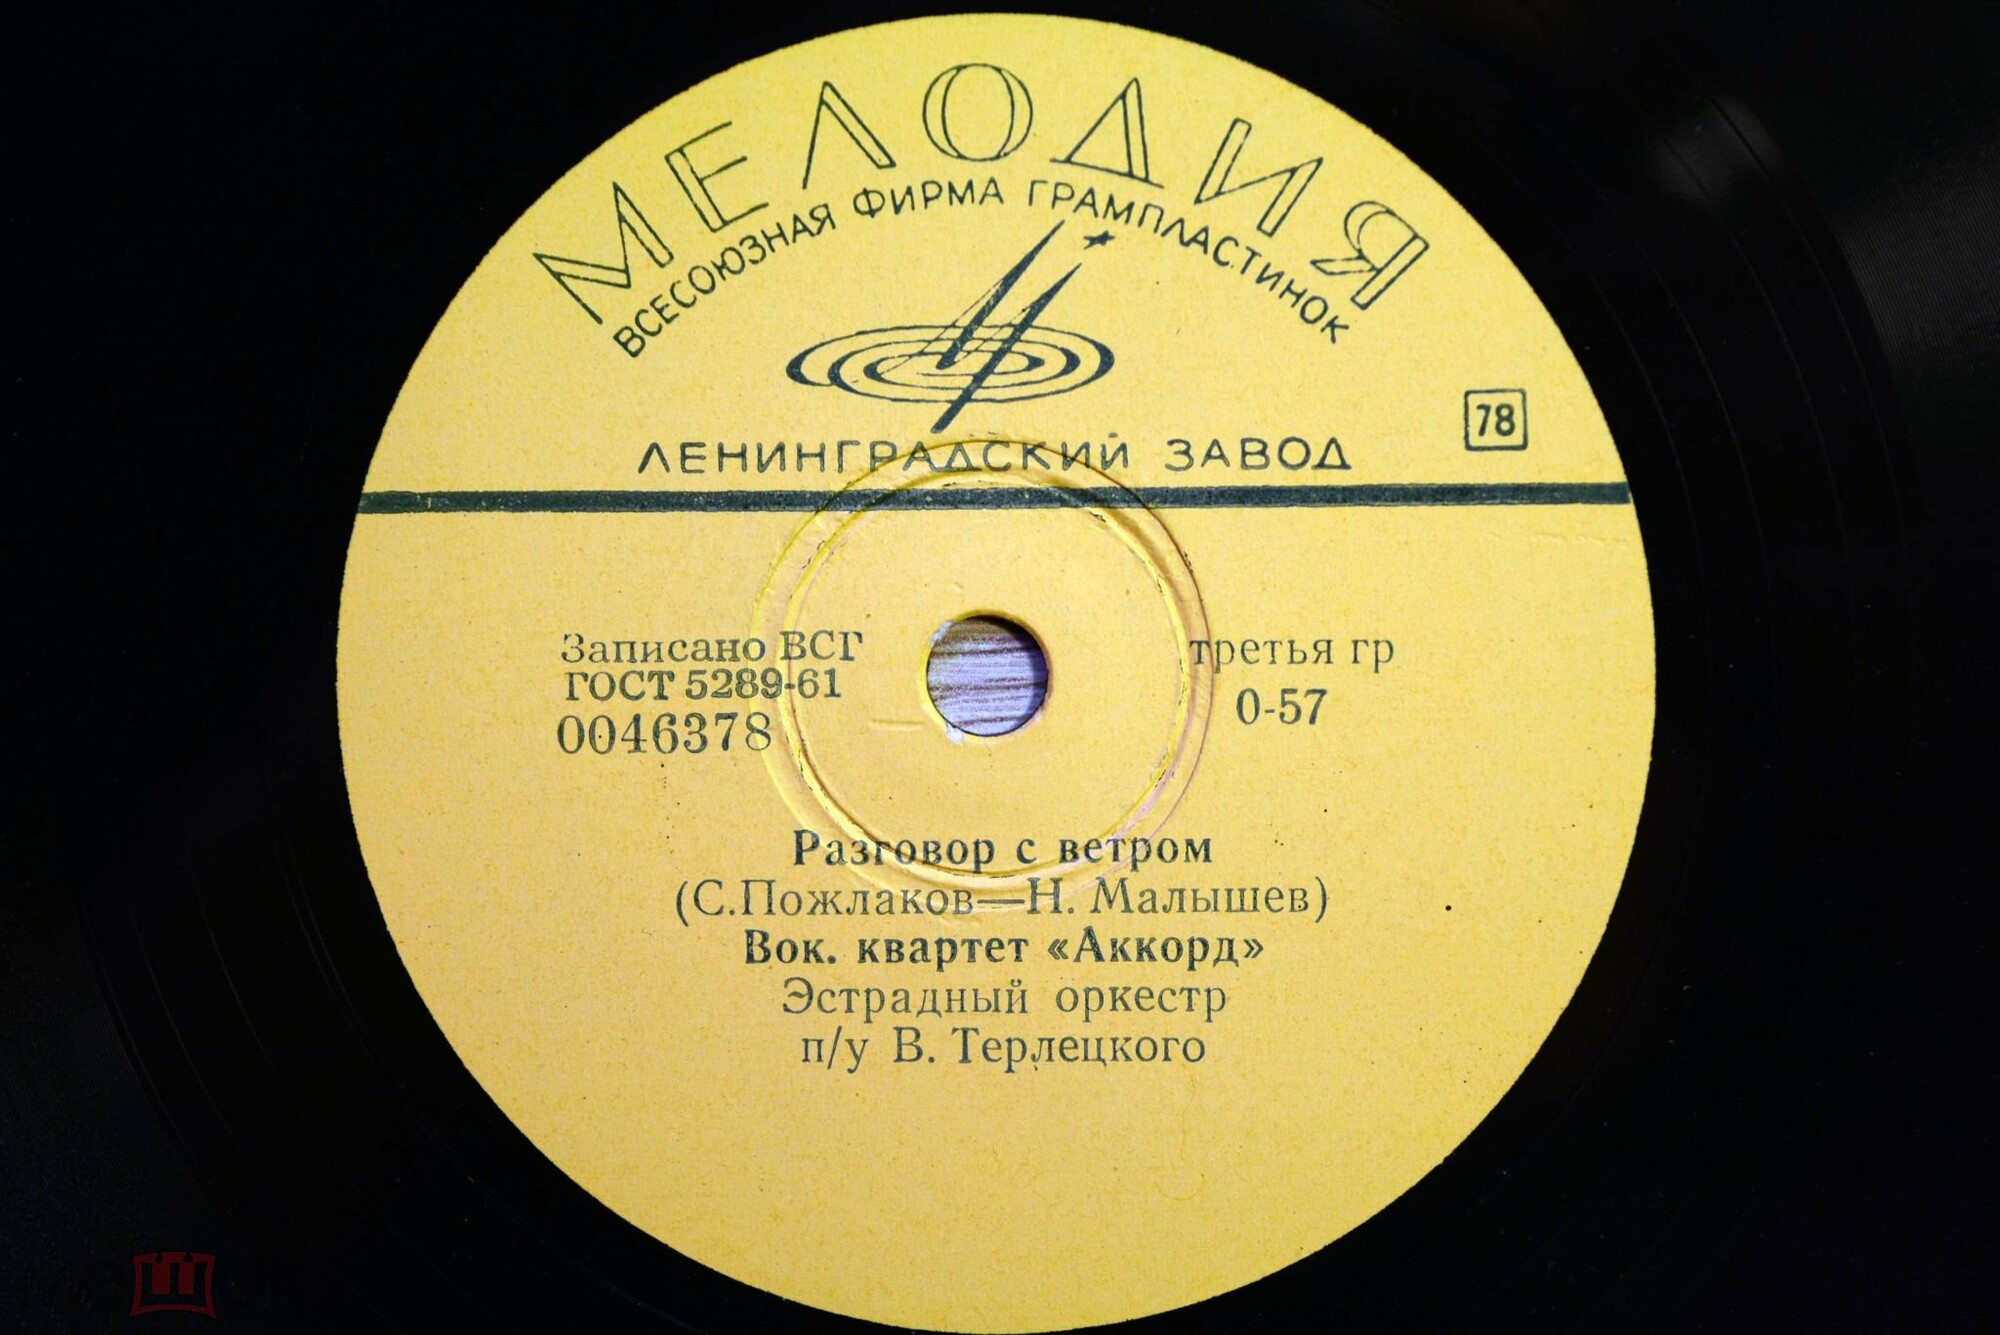 МЕЛОДИЯ
ВСЕСОЮЗНАЯ ФИРМА ГРАМПЛАСТИНОК
ЛЕНИНГРАДСКИЙ ЗАВОД
78
Записано ВСГ
ГОСТ 5289-61
0046378
третья гр
0-57
Разговор с ветром
(С.Пожлаков—Н. Малышев)
Вок. квартет «Аккорд»
Эстрадный оркестр
п/у В. Терлецкого
Ш